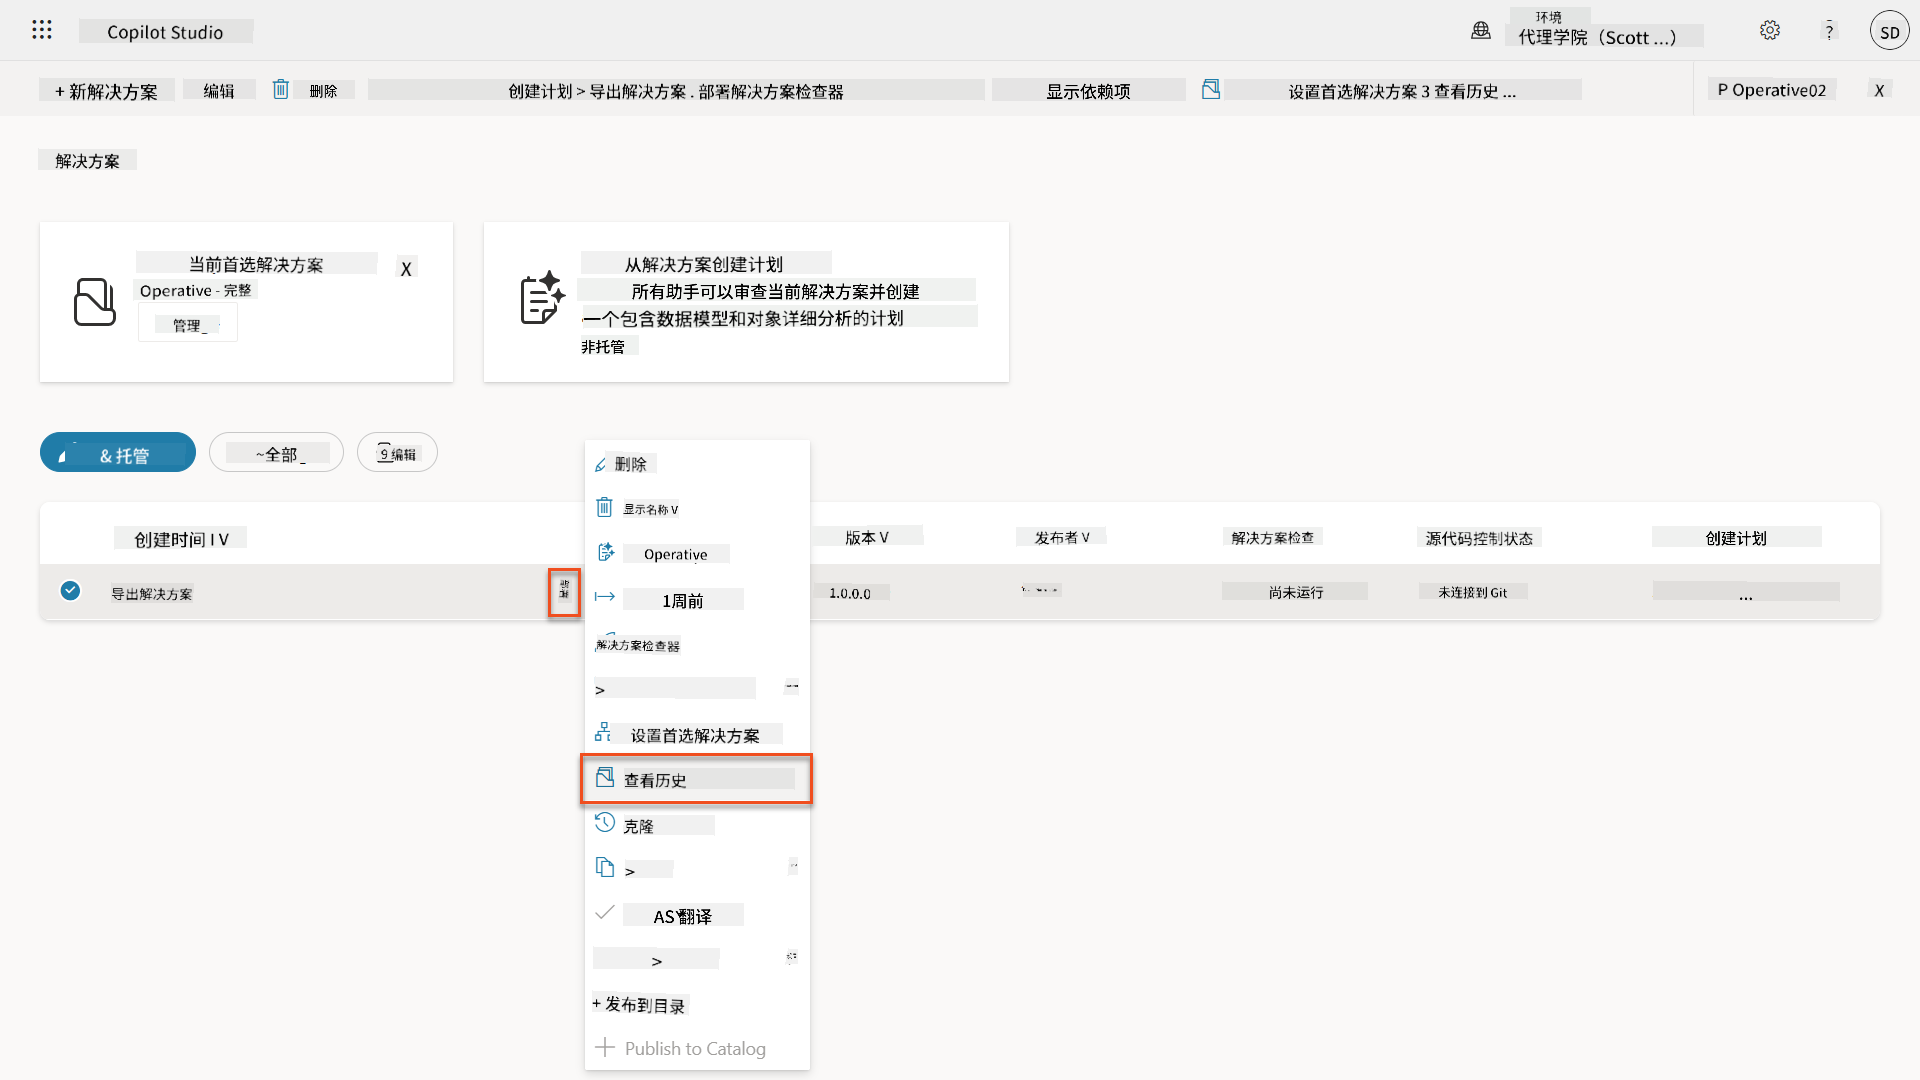 Copilot Studio
环境
代理学院（Scott ...）
?
SD
+ 新解决方案
编辑
删除
创建计划 > 导出解决方案 . 部署解决方案检查器
显示依赖项
设置首选解决方案 3 查看历史 ...
P Operative02
X
解决方案
当前首选解决方案
X
Operative - 完整
管理_
从解决方案创建计划
所有助手可以审查当前解决方案并创建
一个包含数据模型和对象详细分析的计划
非托管
& 托管
~全部_
9 编辑
创建时间 I V
版本 V
发布者 V
解决方案检查
源代码控制状态
创建计划
导出解决方案
1.0.0.0
尚未运行
未连接到 Git
...
删除
显示名称 V
Operative
1周前
解决方案检查器
>
设置首选解决方案
查看历史
克隆
>
AS翻译
>
+ 发布到目录
Publish to Catalog